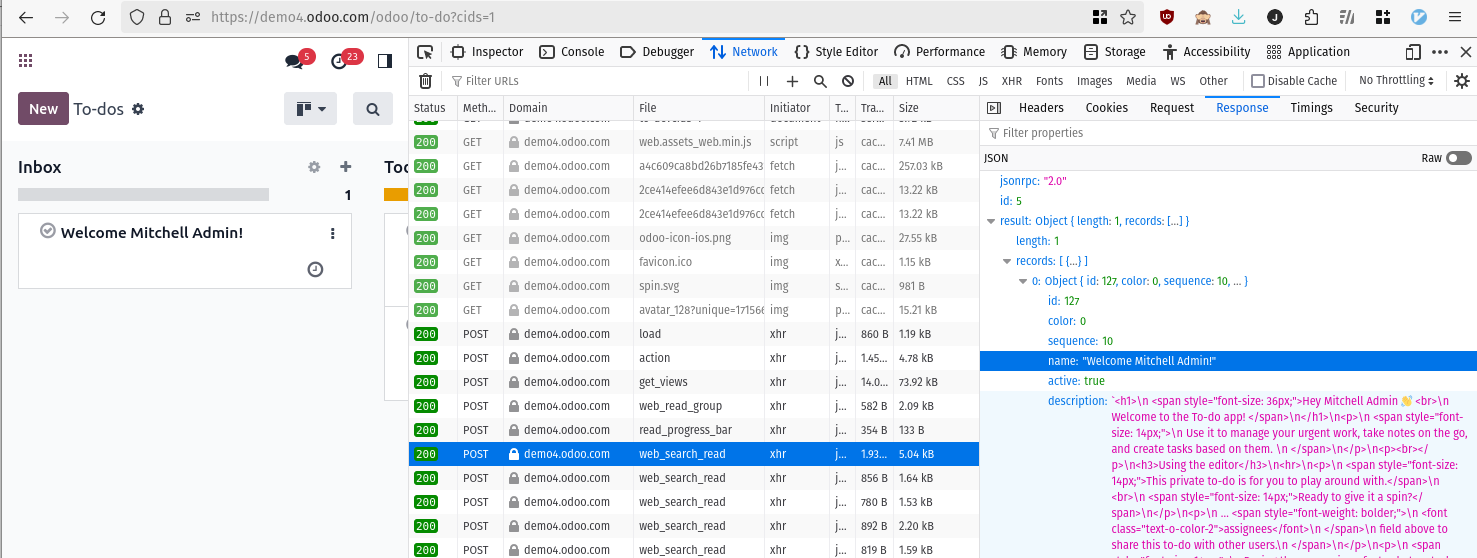 https://demo4.odoo.com/odoo/to-do?cids=1
5
23
New
To-dos
Inbox
1
Welcome Mitchell Admin!
Inspector
Console
Debugger
Network
Style Editor
Performance
Memory
Storage
Accessibility
Application
Filter URLs
All HTML CSS JS XHR Fonts Images Media WS Other
Disable Cache
No Throttling
Status Meth... Domain File Initiator T... Tra... Size
200 GET demo4.odoo.com web.assets_web.min.js script js cac... 7.41 MB
200 GET demo4.odoo.com a4c609ca8bd26b7185fe43 fetch j... cac... 257.03 kB
200 GET demo4.odoo.com 2ce414efee6d843e1d976cc fetch j... cac... 13.22 kB
200 GET demo4.odoo.com 2ce414efee6d843e1d976cc fetch j... cac... 13.22 kB
200 GET demo4.odoo.com odoo-icon-ios.png img p... cac... 27.55 kB
200 GET demo4.odoo.com favicon.ico img x... cac... 1.15 kB
200 GET demo4.odoo.com spin.svg img s... cac... 981 B
200 GET demo4.odoo.com avatar_128?unique=171566 img p... cac... 15.21 kB
200 POST demo4.odoo.com load xhr j... 860 B 1.19 kB
200 POST demo4.odoo.com action xhr j... 1.45... 4.78 kB
200 POST demo4.odoo.com get_views xhr j... 14.0... 73.92 kB
200 POST demo4.odoo.com web_read_group xhr j... 582 B 2.09 kB
200 POST demo4.odoo.com read_progress_bar xhr j... 354 B 133 B
200 POST demo4.odoo.com web_search_read xhr j... 1.93... 5.04 kB
200 POST demo4.odoo.com web_search_read xhr j... 856 B 1.64 kB
200 POST demo4.odoo.com web_search_read xhr j... 780 B 1.53 kB
200 POST demo4.odoo.com web_search_read xhr j... 892 B 2.20 kB
200 POST demo4.odoo.com web_search_read xhr j... 819 B 1.59 kB
Headers Cookies Request Response Timings Security
Filter properties
JSON
Raw
jsonrpc: "2.0"
id: 5
result: Object { length: 1, records: [...] }
length: 1
records: [ {...} ]
0: Object { id: 127, color: 0, sequence: 10, ... }
id: 127
color: 0
sequence: 10
name: "Welcome Mitchell Admin!"
active: true
description: `<h1>\n <span style="font-size: 36px;">Hey Mitchell Admin 👋 <br>\n
Welcome to the To-do app! </span>\n</h1>\n<p>\n <span style="font-
size: 14px;">\n Use it to manage your urgent work, take notes on the go,
and create tasks based on them. \n </span>\n</p>\n<p><br></
p>\n<h3>Using the editor</h3>\n<hr>\n<p>\n <span style="font-size:
14px;">This private to-do is for you to play around with.</span>\n
<br>\n <span style="font-size: 14px;">Ready to give it a spin?</
span>\n</p>\n<p>\n ... <span style="font-weight: bolder;">\n <font
class="text-o-color-2">assignees</font>\n </span>\n field above to
share this to-do with other users.\n</p>\n<p>\n <span